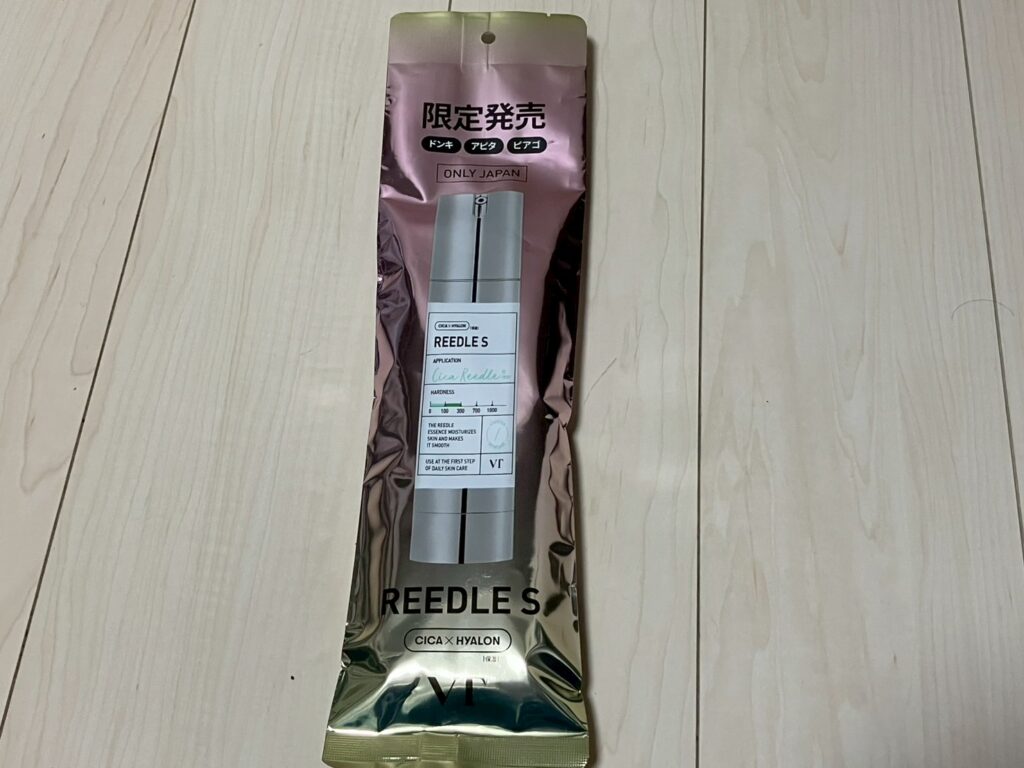 限定発売
ドンキ アピタ ピアゴ
ONLY JAPAN
CICA×HYALON
REEDLE S
APPLICATION
Cica Reedle
HARDNESS
0 100 300 700 1000
THE REEDLE
ESSENCE MOISTURIZES
SKIN AND MAKES
IT SMOOTH
USE AT THE FIRST STEP
OF DAILY SKIN CARE
VT
REEDLE S
CICA×HYALON
VT